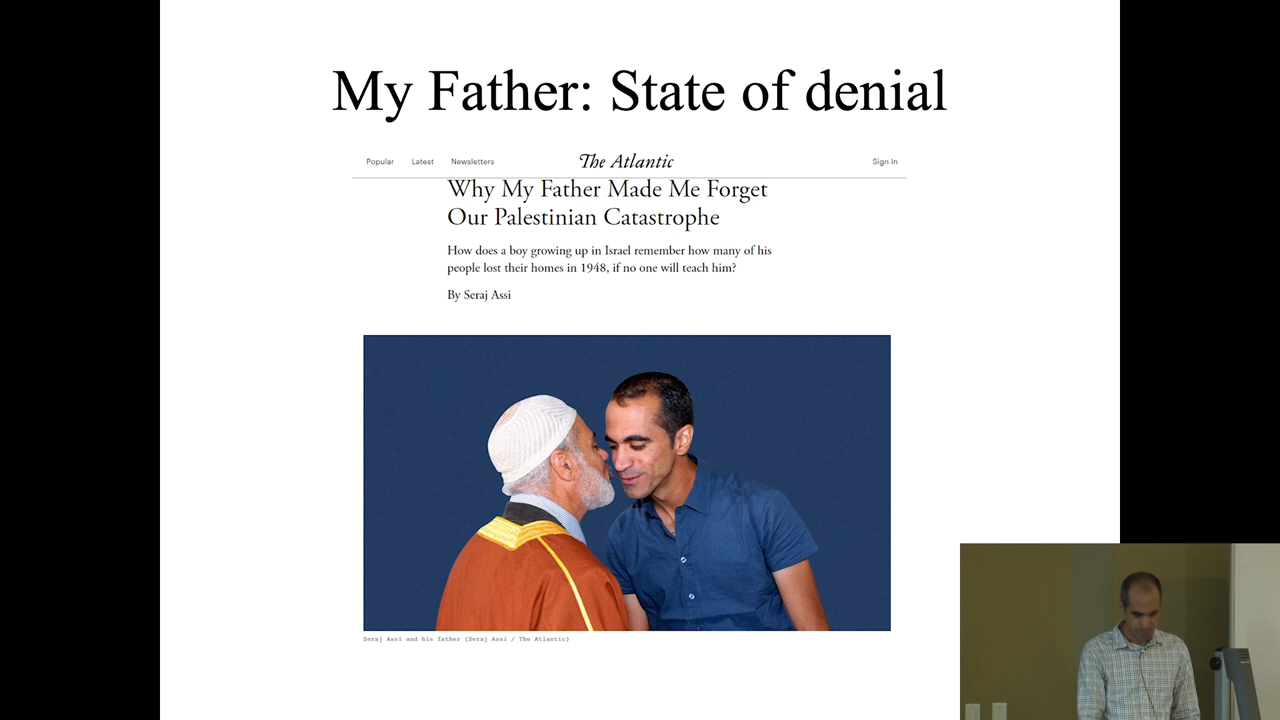 My Father: State of denial
Popular Latest Newsletters The Atlantic Sign In
Why My Father Made Me Forget
Our Palestinian Catastrophe
How does a boy growing up in Israel remember how many of his
people lost their homes in 1948, if no one will teach him?
By Seraj Assi
Seraj Assi and his father (Seraj Assi / The Atlantic)